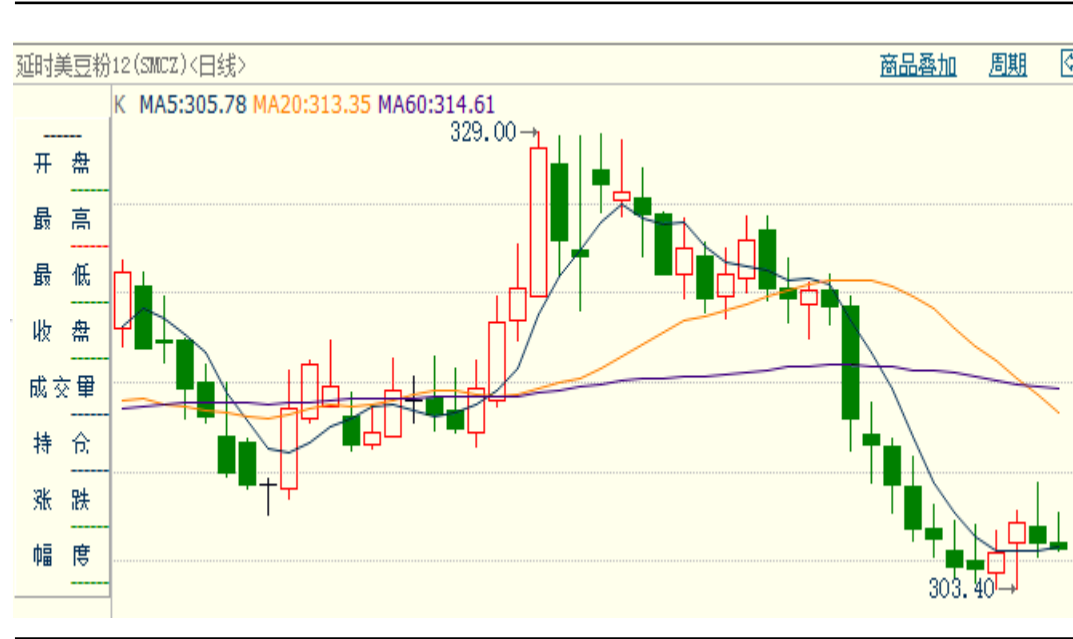 延时美豆粉12(SMCZ)<日线> 商品叠加 周期
K MA5:305.78 MA20:313.35 MA60:314.61
329.00→
开 盘
最 高
最 低
收 盘
成交量
持 仓
涨 跌
幅 度
303.40→